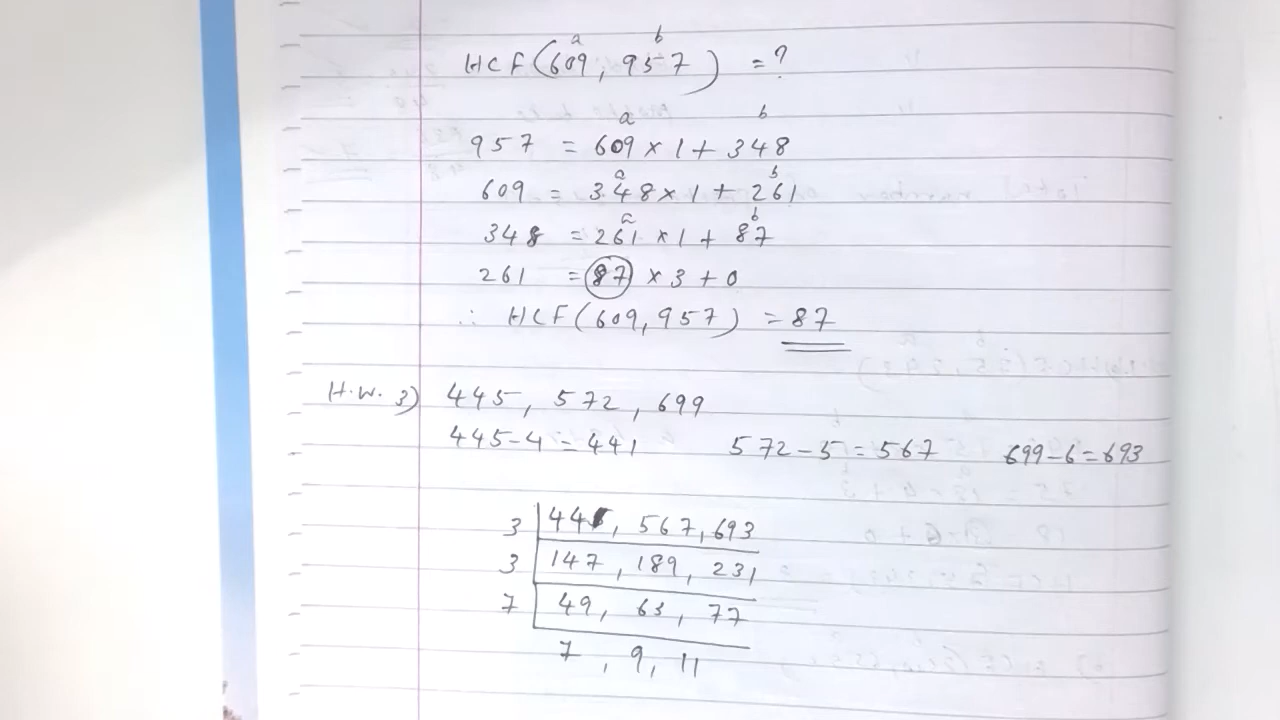 a b
HCF(609, 957) = ?
a b
957 = 609 × 1 + 348
a b
609 = 348 × 1 + 261
a b
348 = 261 × 1 + 87
261 = 87 × 3 + 0
∴ HCF(609, 957) = 87
H.W. 3) 445, 572, 699
445-4 = 441 572-5 = 567 699-6 = 693
3 441, 567, 693
3 147, 189, 231
7 49, 63, 77
7, 9, 11